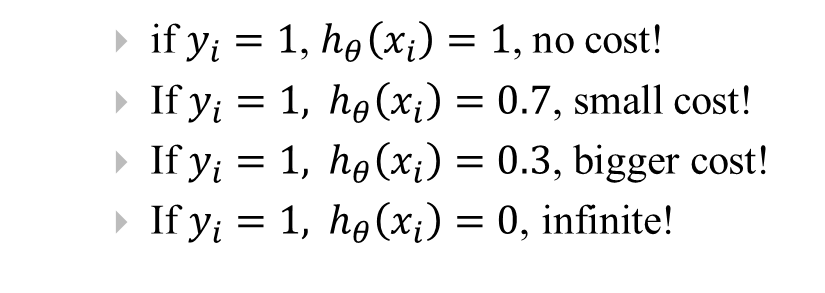 if yᵢ = 1, h_θ(xᵢ) = 1, no cost!
If yᵢ = 1, h_θ(xᵢ) = 0.7, small cost!
If yᵢ = 1, h_θ(xᵢ) = 0.3, bigger cost!
If yᵢ = 1, h_θ(xᵢ) = 0, infinite!